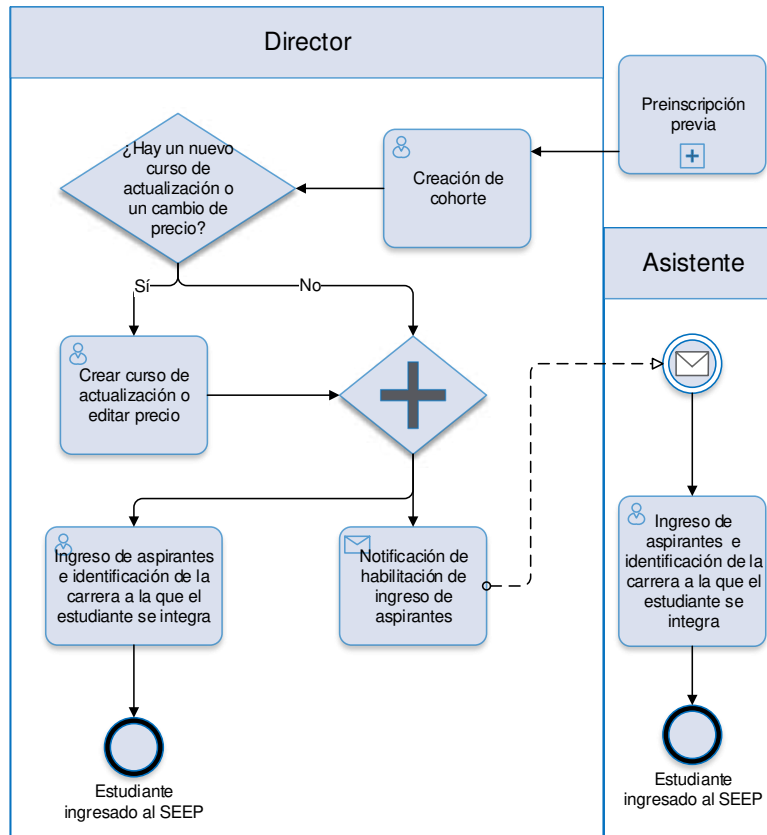 Director
Preinscripción
previa
¿Hay un nuevo
curso de
actualización o
un cambio de
precio?
Creación de
cohorte
Asistente
Sí
No
Crear curso de
actualización o
editar precio
Ingreso de aspirantes
e identificación de la
carrera a la que el
estudiante se integra
Notificación de
habilitación de
ingreso de
aspirantes
Ingreso de
aspirantes e
identificación de la
carrera a la que el
estudiante se
integra
Estudiante
ingresado al SEEP
Estudiante
ingresado al SEEP